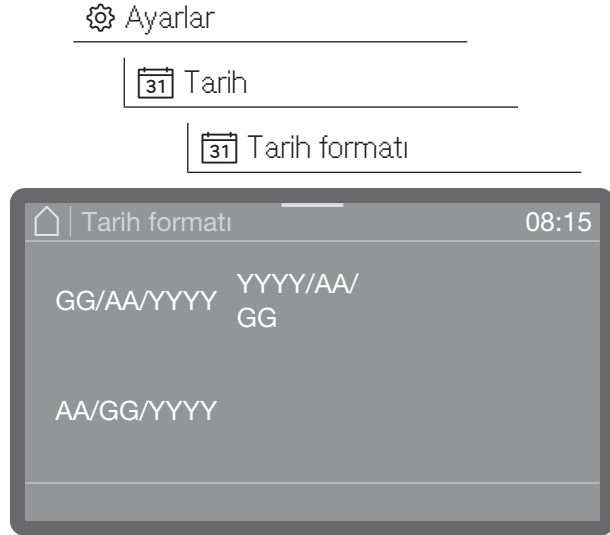 Ayarlar
31 Tarih
31 Tarih formatı
Tarih formatı 08:15
GG/AA/YYYY YYYY/AA/
GG
AA/GG/YYYY